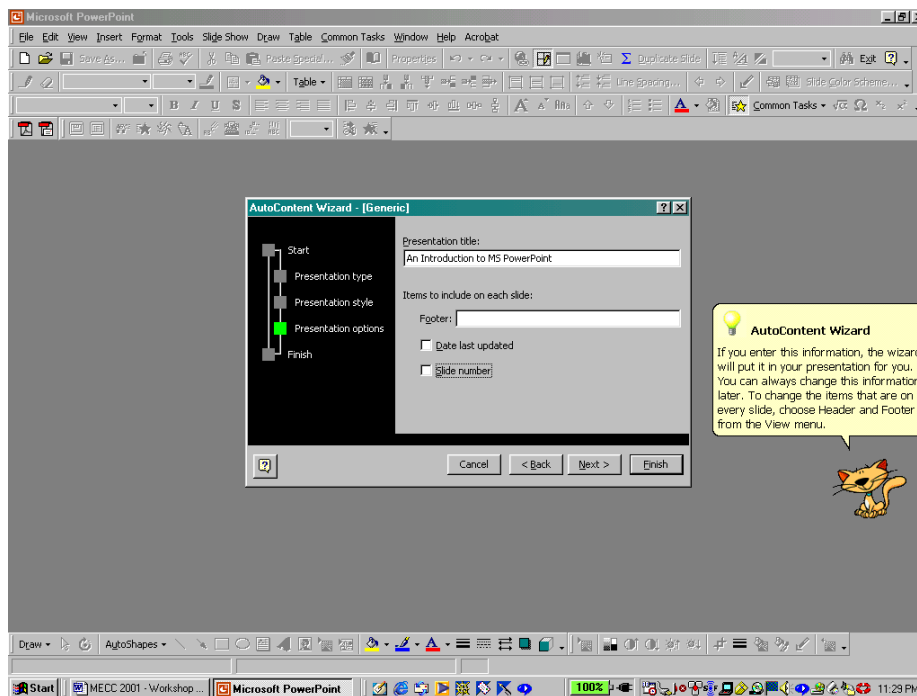 Microsoft PowerPoint
File Edit View Insert Format Tools Slide Show Draw Table Common Tasks Window Help Acrobat
Save As... Paste Special... Properties Duplicate Slide Exit
Table Line Spacing... Slide Color Scheme...
B I U S Common Tasks
AutoContent Wizard - [Generic]
Start
Presentation type
Presentation style
Presentation options
Finish
Presentation title:
An Introduction to MS PowerPoint
Items to include on each slide:
Footer:
Date last updated
Slide number
Cancel < Back Next > Finish
AutoContent Wizard
If you enter this information, the wizard
will put it in your presentation for you.
You can always change this information
later. To change the items that are on
every slide, choose Header and Footer
from the View menu.
Draw AutoShapes
Start MECC 2001 - Workshop ... Microsoft PowerPoint 100% 11:29 PM